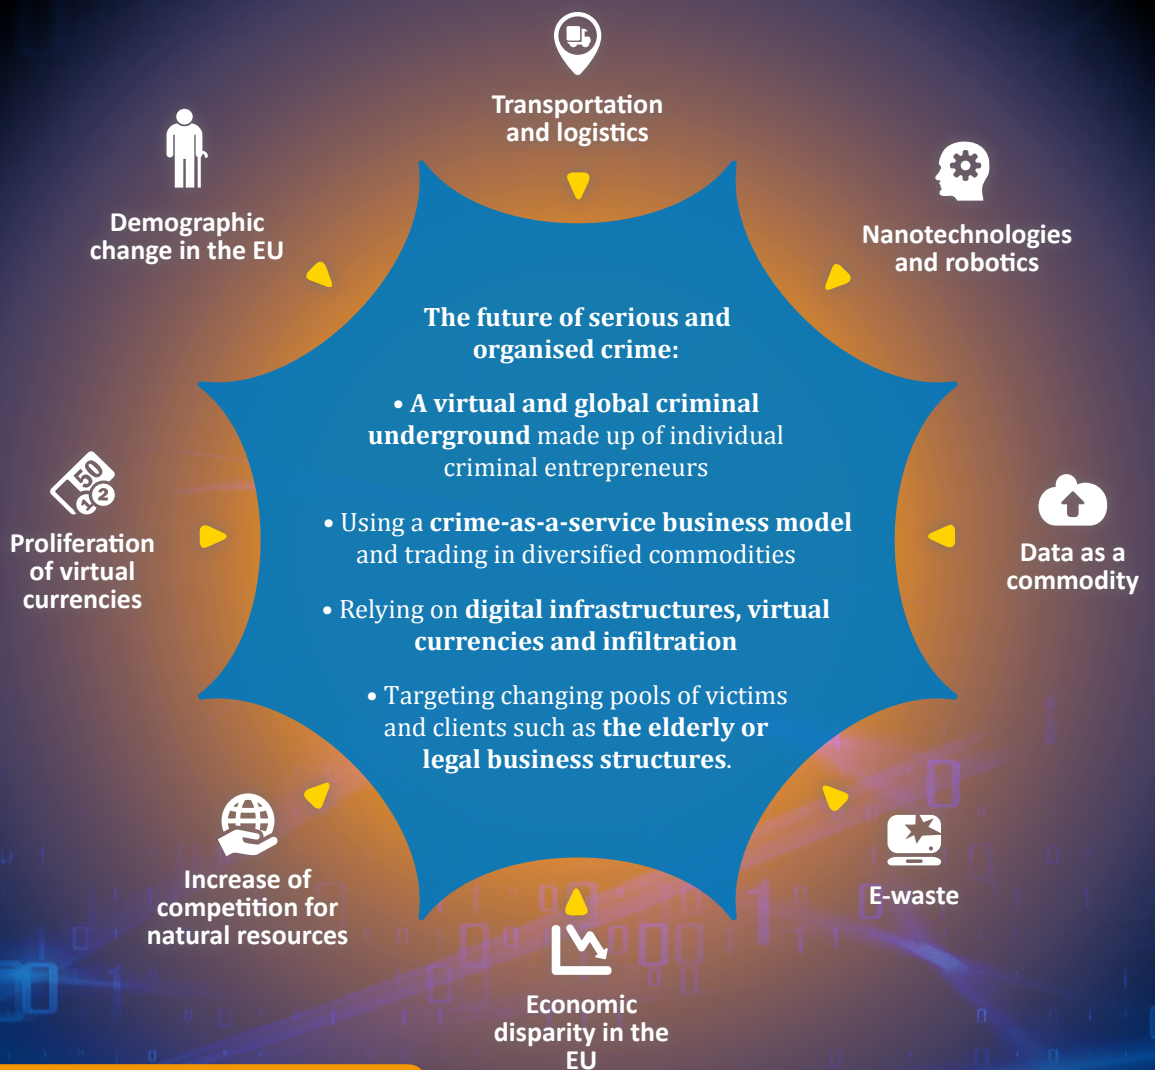 Transportation
and logistics
Demographic
change in the EU
Nanotechnologies
and robotics
The future of serious and
organised crime:
• A virtual and global criminal
underground made up of individual
criminal entrepreneurs
• Using a crime-as-a-service business model
and trading in diversified commodities
• Relying on digital infrastructures, virtual
currencies and infiltration
• Targeting changing pools of victims
and clients such as the elderly or
legal business structures.
50
1 2
Proliferation
of virtual
currencies
Data as a
commodity
Increase of
competition for
natural resources
E-waste
Economic
disparity in the
EU